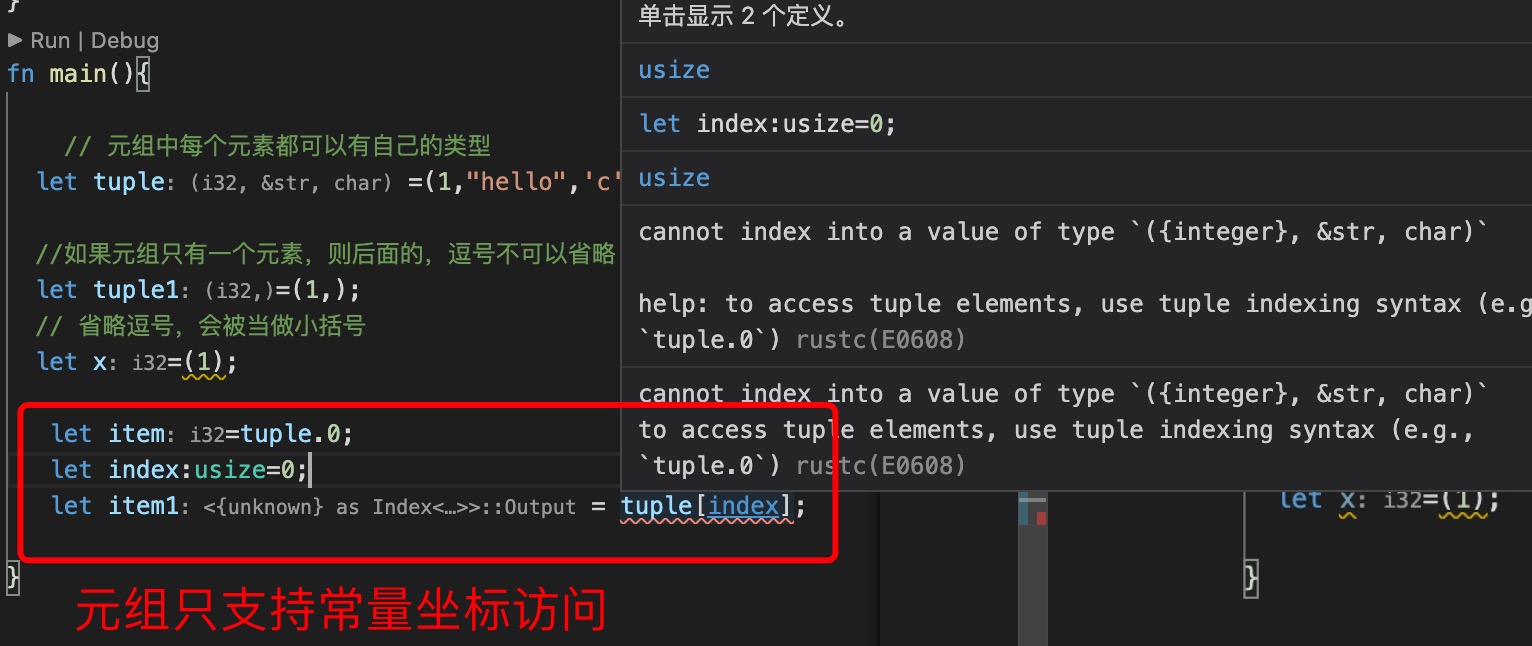 }
▶ Run | Debug
fn main(){
// 元组中每个元素都可以有自己的类型
let tuple: (i32, &str, char) =(1,"hello",'c'
//如果元组只有一个元素，则后面的，逗号不可以省略
let tuple1: (i32,)=(1,);
// 省略逗号，会被当做小括号
let x: i32=(1);
let item: i32=tuple.0;
let index:usize=0;
let item1: <{unknown} as Index<…>>::Output = tuple[index];
}
元组只支持常量坐标访问
单击显示 2 个定义。
usize
let index:usize=0;
usize
cannot index into a value of type `({integer}, &str, char)`
help: to access tuple elements, use tuple indexing syntax (e.g
`tuple.0`) rustc(E0608)
cannot index into a value of type `({integer}, &str, char)`
to access tuple elements, use tuple indexing syntax (e.g.,
`tuple.0`) rustc(E0608)
let x: i32=(1);
}